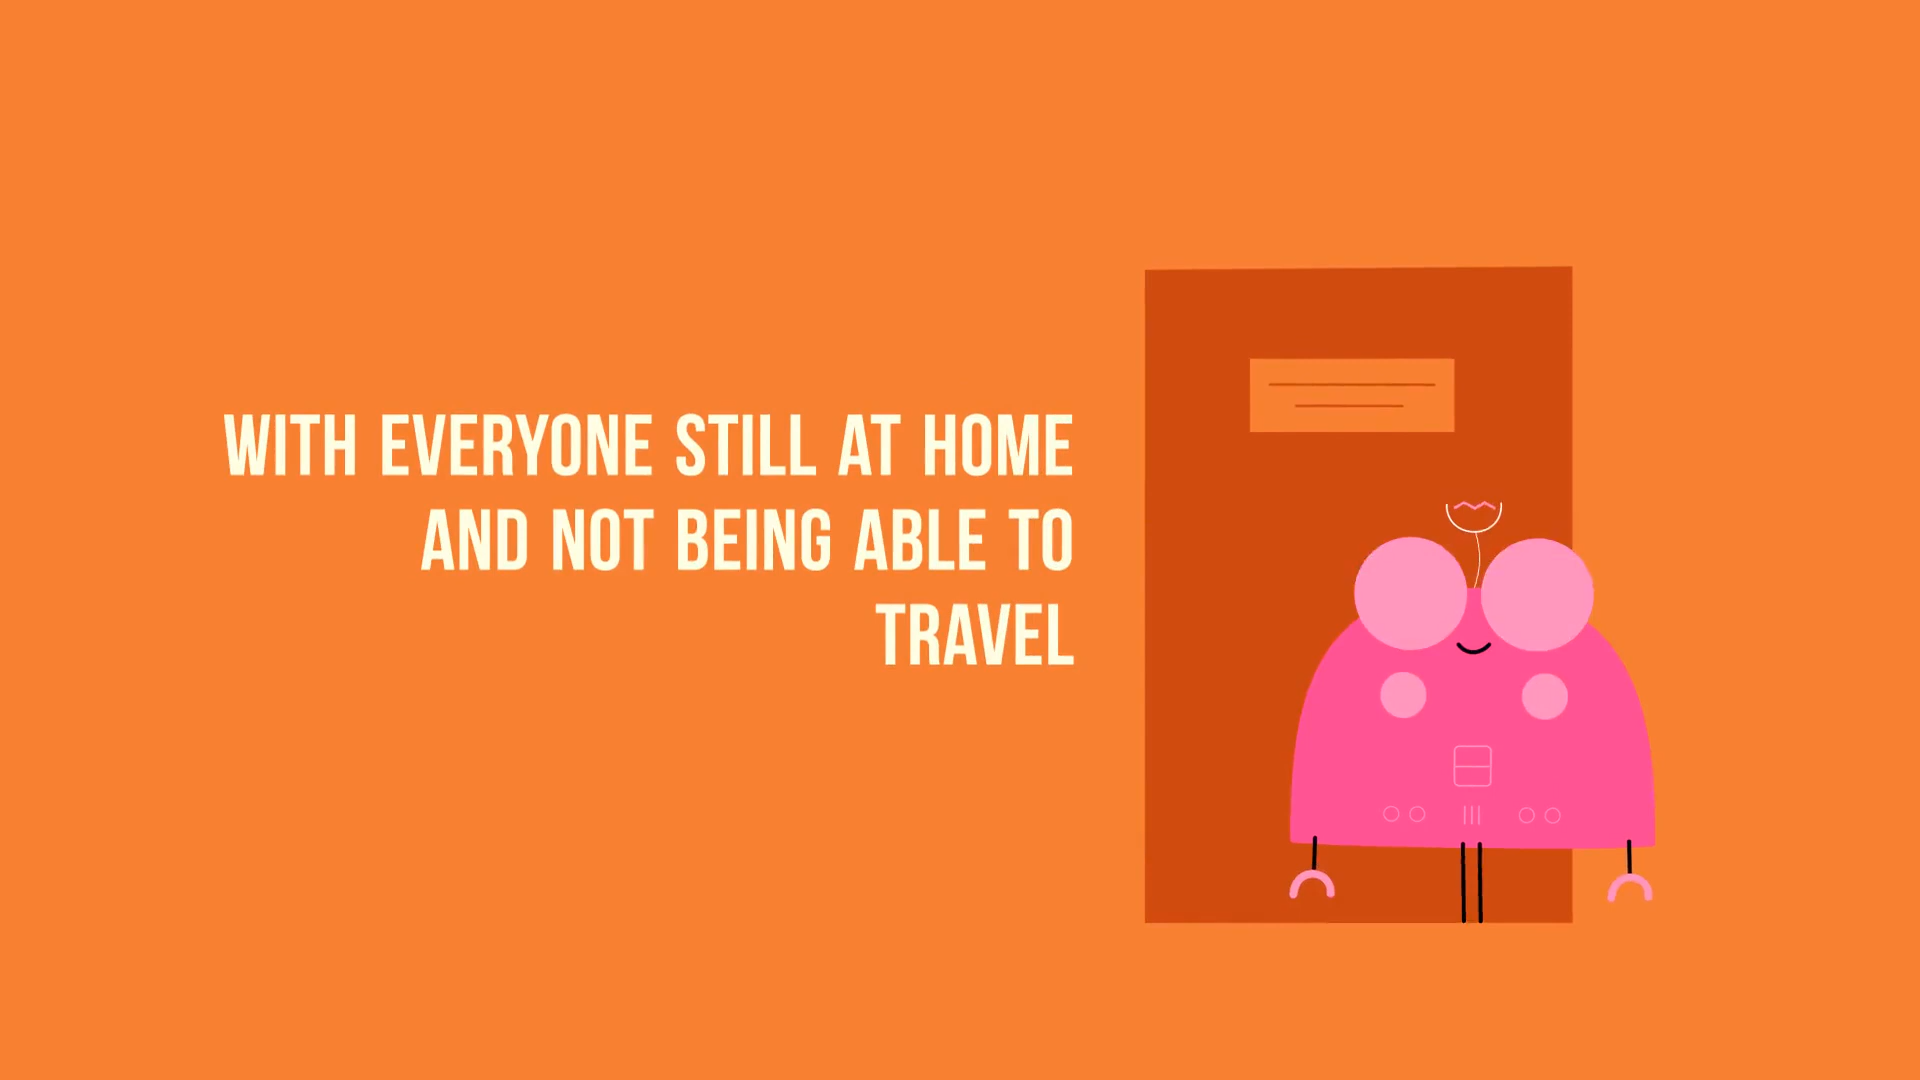 WITH EVERYONE STILL AT HOME
AND NOT BEING ABLE TO
TRAVEL